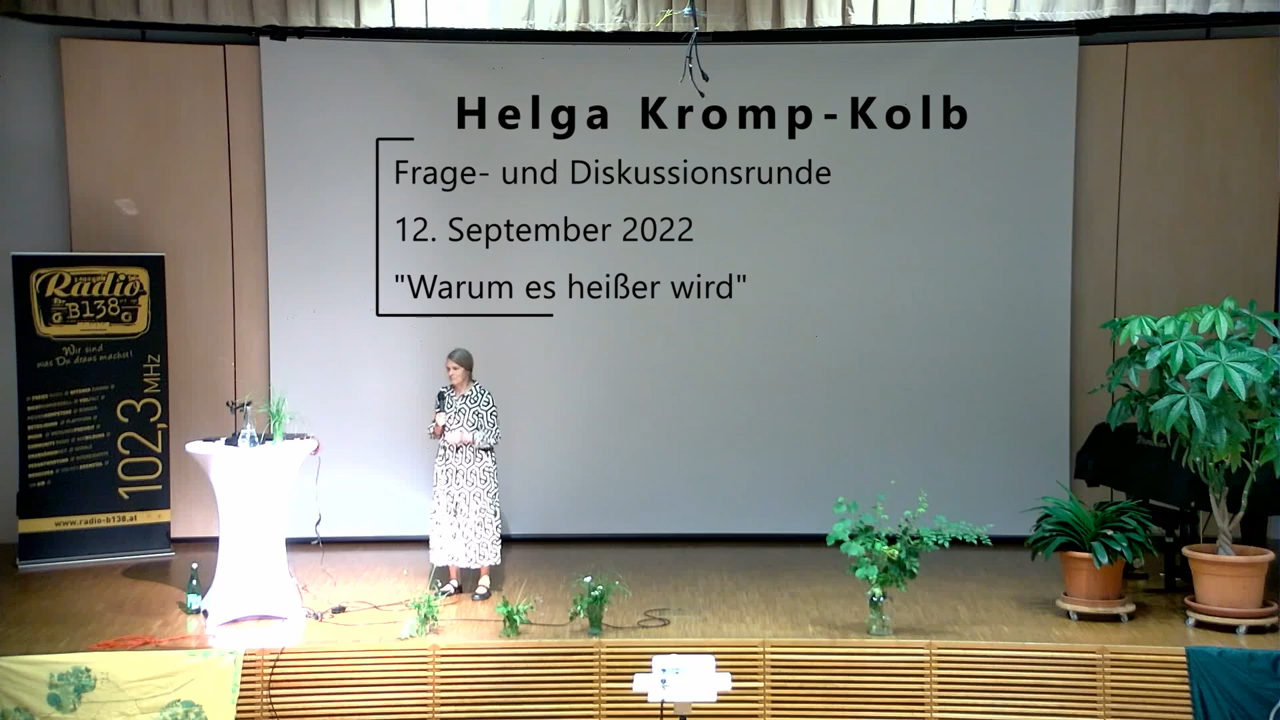 Helga Kromp-Kolb
Frage- und Diskussionsrunde
12. September 2022
"Warum es heißer wird"
Radio
B138
Wir sind
was Du draus machst!
102,3 MHz
www.radio-b138.at